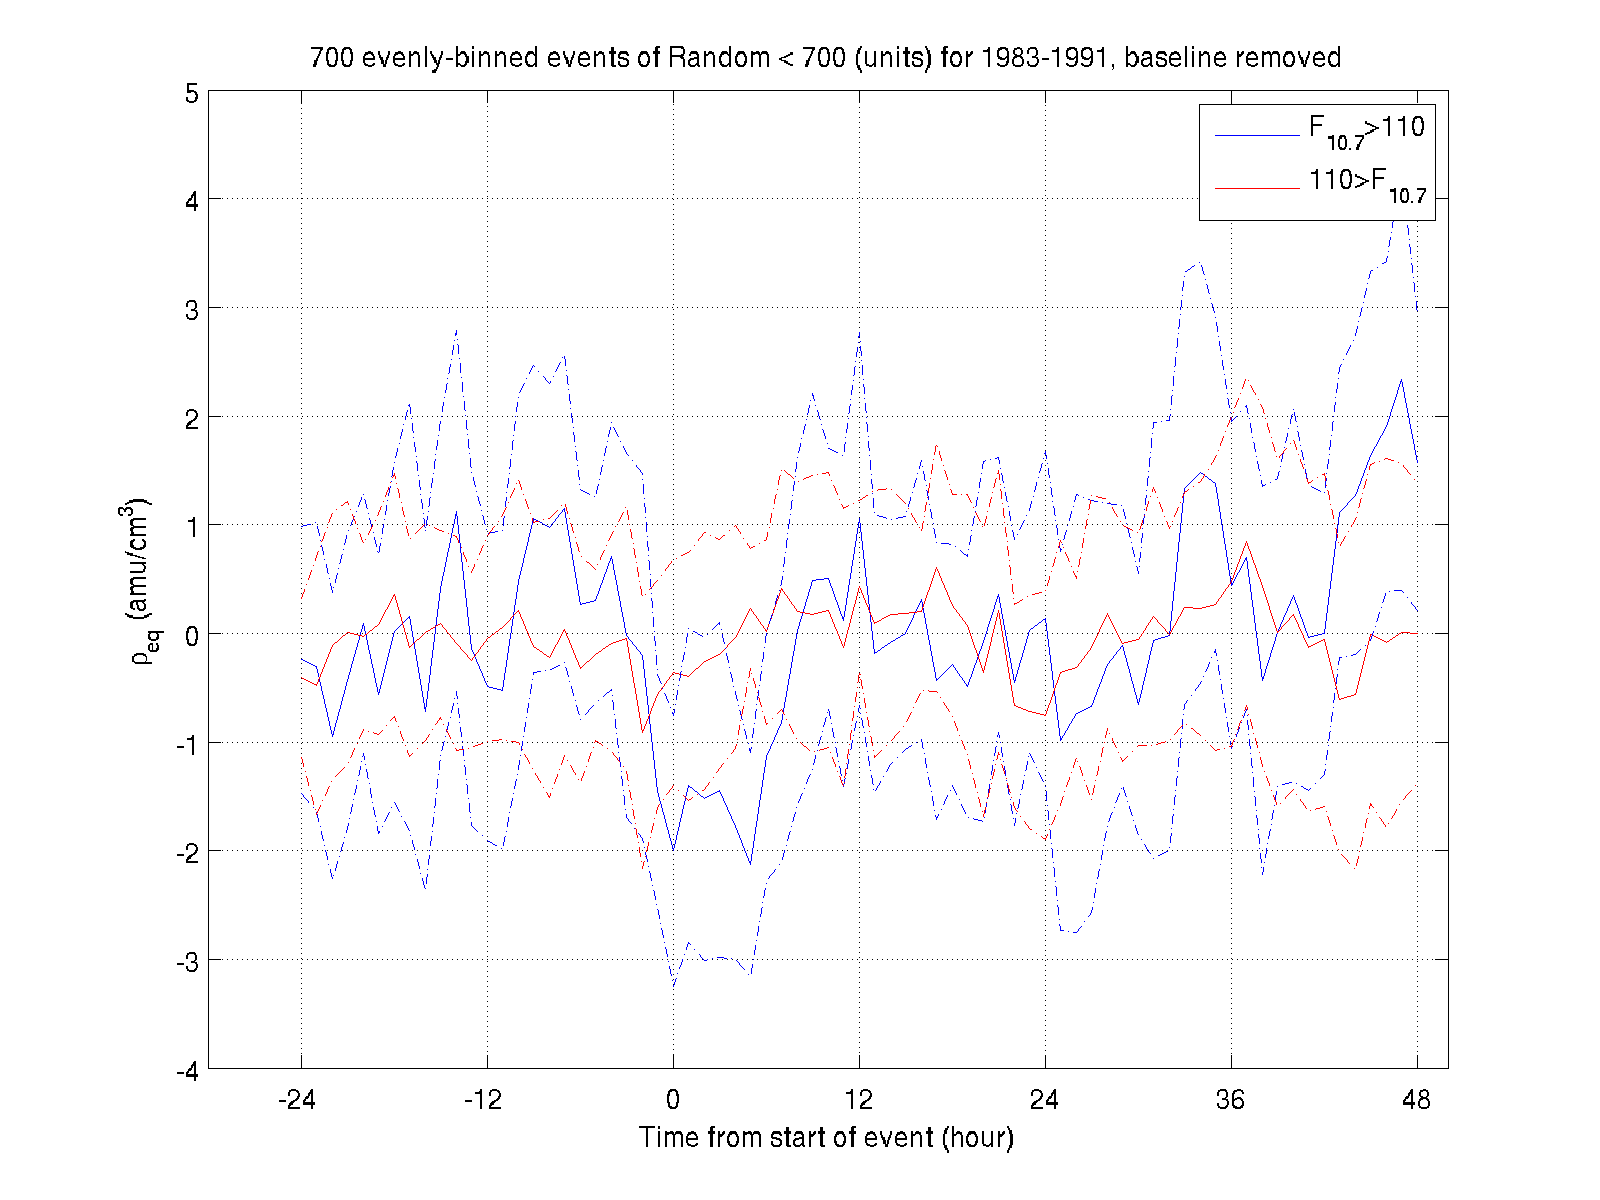 700 evenly-binned events of Random < 700 (units) for 1983-1991, baseline removed
5
4
3
2
1
0
-1
-2
-3
-4
ρeq (amu/cm³)
F10.7>110
110>F10.7
-24 -12 0 12 24 36 48
Time from start of event (hour)